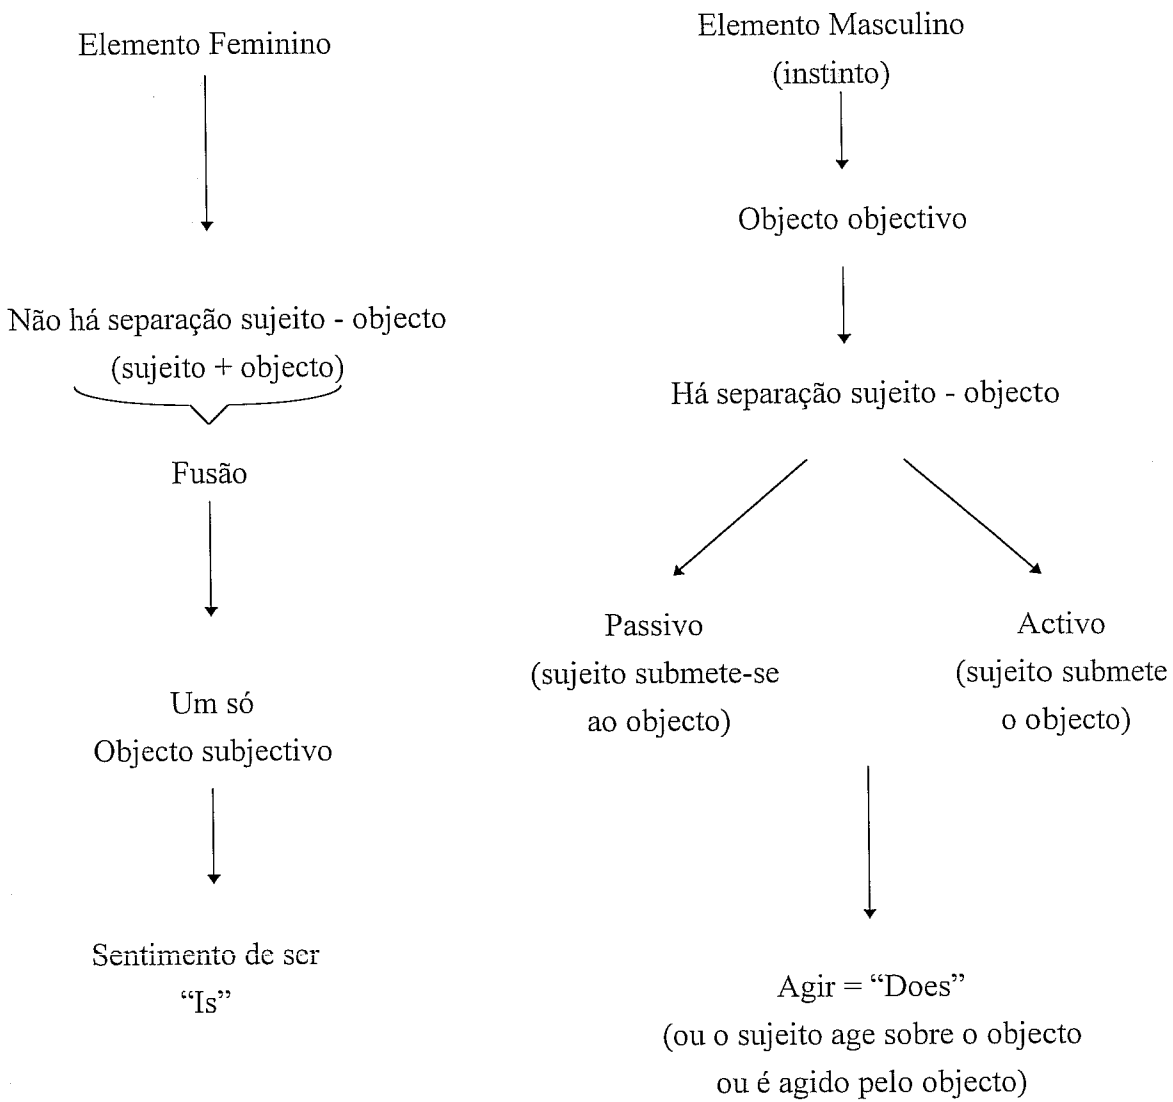 Elemento Feminino
Não há separação sujeito - objecto
(sujeito + objecto)
Fusão
Um só
Objecto subjectivo
Sentimento de ser
“Is”
Elemento Masculino
(instinto)
Objecto objectivo
Há separação sujeito - objecto
Passivo
(sujeito submete-se
ao objecto)
Activo
(sujeito submete
o objecto)
Agir = “Does”
(ou o sujeito age sobre o objecto
ou é agido pelo objecto)